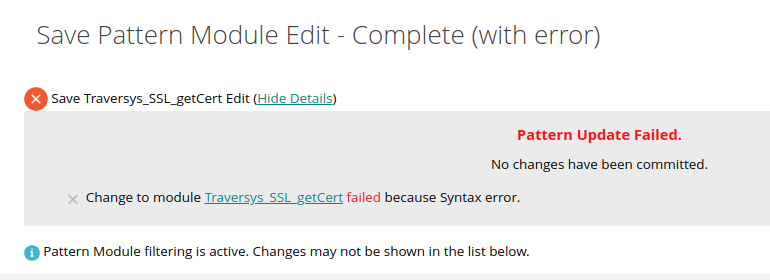 Save Pattern Module Edit - Complete (with error)
Save Traversys_SSL_getCert Edit (Hide Details)
Pattern Update Failed.
No changes have been committed.
Change to module Traversys_SSL_getCert failed because Syntax error.
Pattern Module filtering is active. Changes may not be shown in the list below.